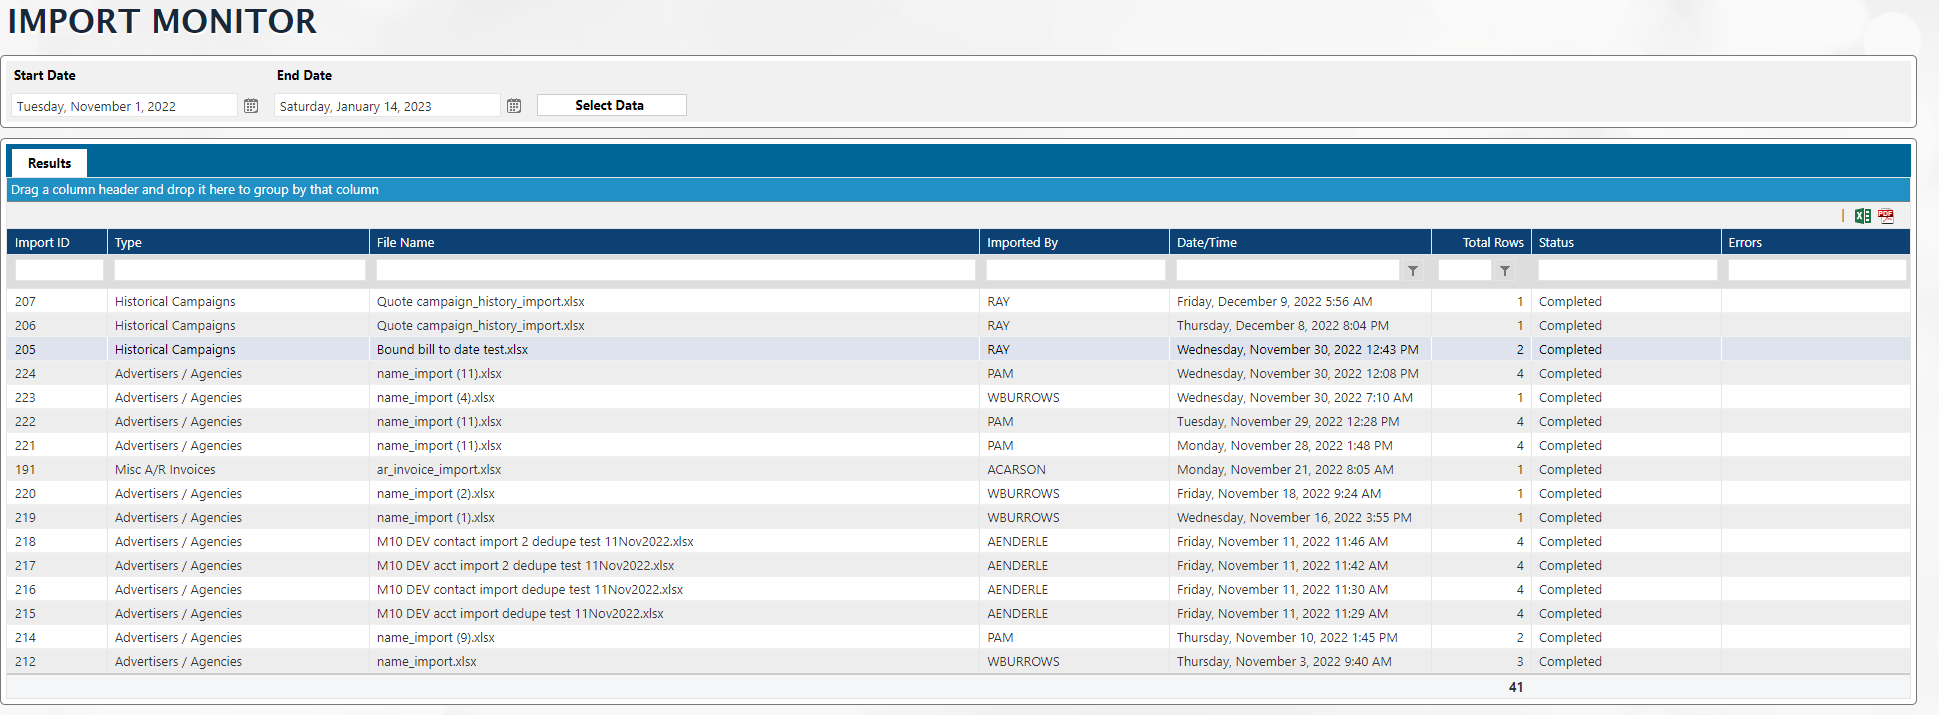 IMPORT MONITOR
Start Date End Date
Tuesday, November 1, 2022 Saturday, January 14, 2023 Select Data
Results
Drag a column header and drop it here to group by that column
PDF
Import ID Type File Name Imported By Date/Time Total Rows Status Errors
207 Historical Campaigns Quote campaign_history_import.xlsx RAY Friday, December 9, 2022 5:56 AM 1 Completed
206 Historical Campaigns Quote campaign_history_import.xlsx RAY Thursday, December 8, 2022 8:04 PM 1 Completed
205 Historical Campaigns Bound bill to date test.xlsx RAY Wednesday, November 30, 2022 12:43 PM 2 Completed
224 Advertisers / Agencies name_import (11).xlsx PAM Wednesday, November 30, 2022 12:08 PM 4 Completed
223 Advertisers / Agencies name_import (4).xlsx WBURROWS Wednesday, November 30, 2022 7:10 AM 1 Completed
222 Advertisers / Agencies name_import (11).xlsx PAM Tuesday, November 29, 2022 12:28 PM 4 Completed
221 Advertisers / Agencies name_import (11).xlsx PAM Monday, November 28, 2022 1:48 PM 4 Completed
191 Misc A/R Invoices ar_invoice_import.xlsx ACARSON Monday, November 21, 2022 8:05 AM 1 Completed
220 Advertisers / Agencies name_import (2).xlsx WBURROWS Friday, November 18, 2022 9:24 AM 1 Completed
219 Advertisers / Agencies name_import (1).xlsx WBURROWS Wednesday, November 16, 2022 3:55 PM 1 Completed
218 Advertisers / Agencies M10 DEV contact import 2 dedupe test 11Nov2022.xlsx AENDERLE Friday, November 11, 2022 11:46 AM 4 Completed
217 Advertisers / Agencies M10 DEV acct import 2 dedupe test 11Nov2022.xlsx AENDERLE Friday, November 11, 2022 11:42 AM 4 Completed
216 Advertisers / Agencies M10 DEV contact import dedupe test 11Nov2022.xlsx AENDERLE Friday, November 11, 2022 11:30 AM 4 Completed
215 Advertisers / Agencies M10 DEV acct import dedupe test 11Nov2022.xlsx AENDERLE Friday, November 11, 2022 11:29 AM 4 Completed
214 Advertisers / Agencies name_import (9).xlsx PAM Thursday, November 10, 2022 1:45 PM 2 Completed
212 Advertisers / Agencies name_import.xlsx WBURROWS Thursday, November 3, 2022 9:40 AM 3 Completed
41